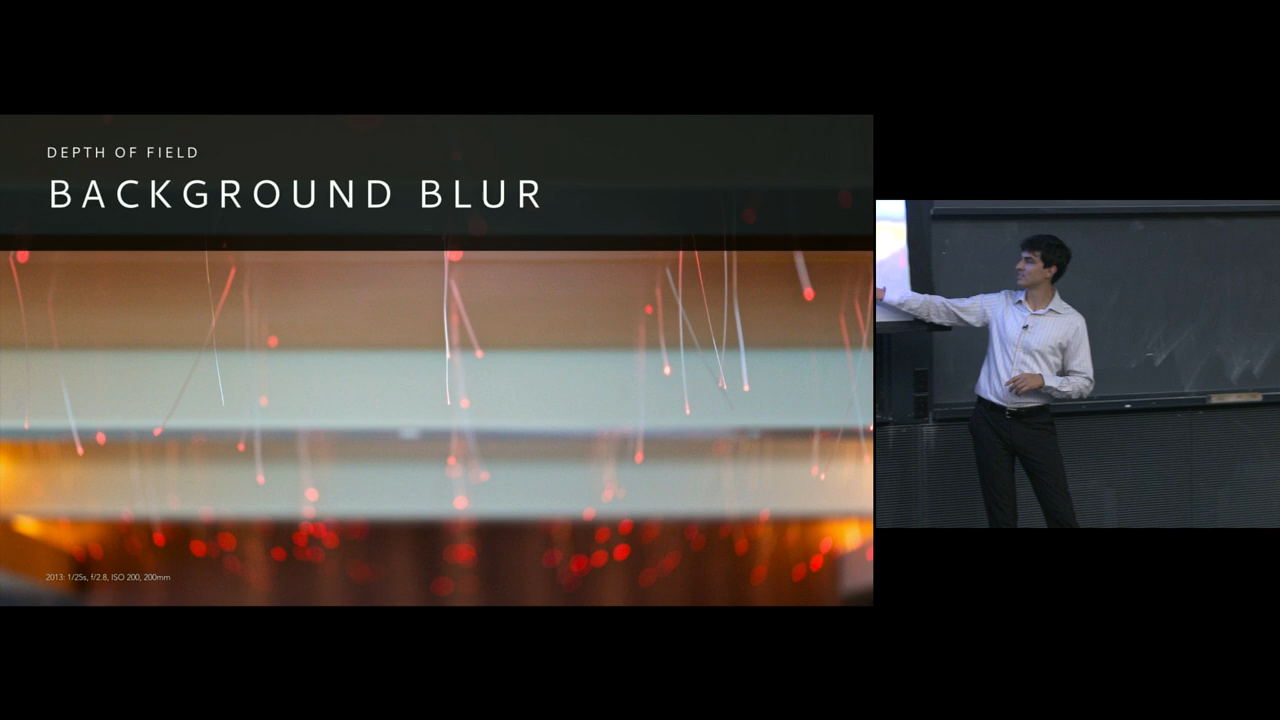 DEPTH OF FIELD
BACKGROUND BLUR
2013: 1/25s, f/2.8, ISO 200, 200mm